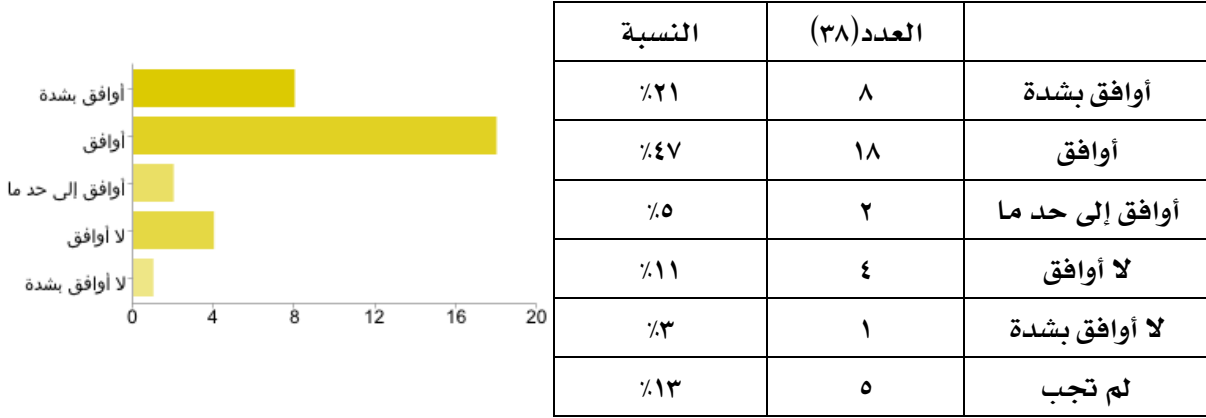 العدد(٣٨) النسبة
أوافق بشدة ٨ ٢١٪
أوافق ١٨ ٤٧٪
أوافق إلى حد ما ٢ ٥٪
لا أوافق ٤ ١١٪
لا أوافق بشدة ١ ٣٪
لم تجب ٥ ١٣٪
أوافق بشدة
أوافق
أوافق إلى حد ما
لا أوافق
لا أوافق بشدة
0 4 8 12 16 20